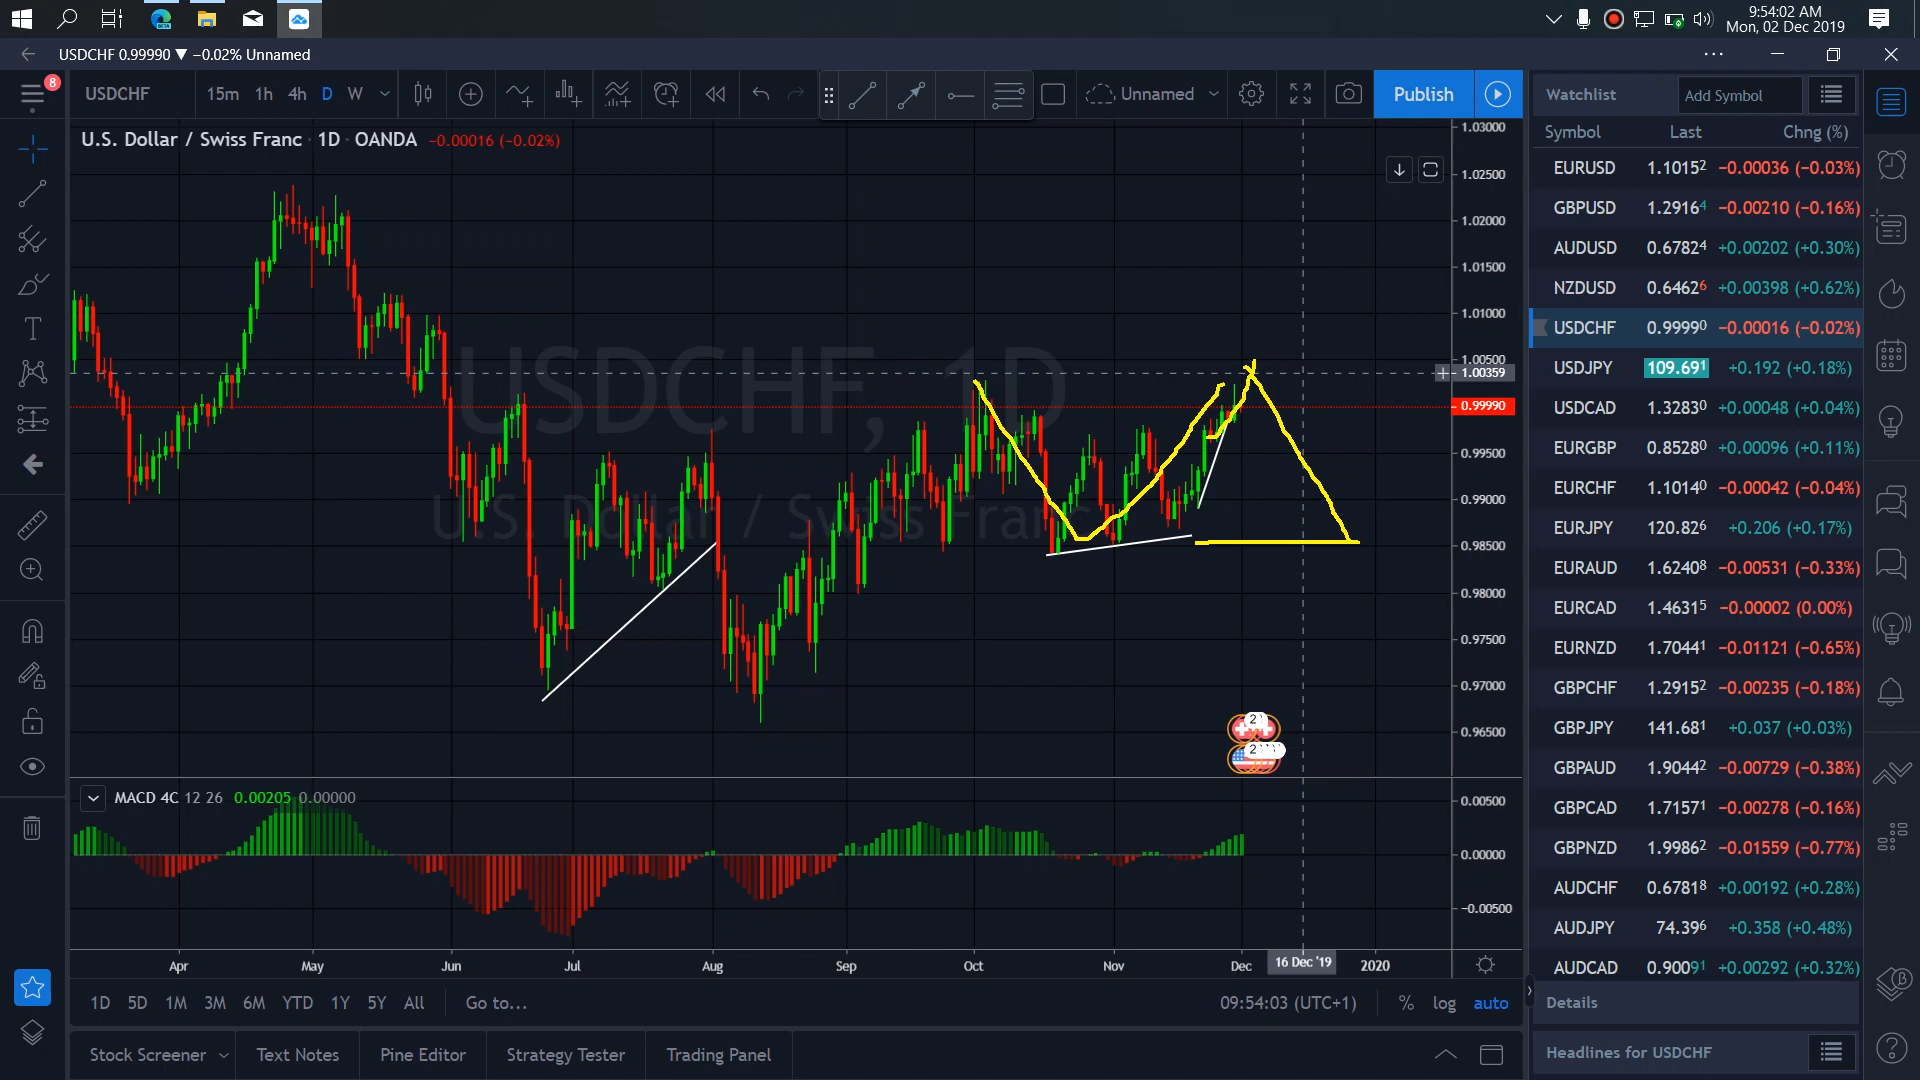 9:54:02 AM
Mon, 02 Dec 2019
USDCHF 0.99990 ▼ −0.02% Unnamed
8
USDCHF 15m 1h 4h D W
Unnamed
Publish
U.S. Dollar / Swiss Franc · 1D · OANDA −0.00016 (−0.02%)
USDCHF, 1D
U.S. Dollar / Swiss Franc
1.03000
1.02500
1.02000
1.01500
1.01000
1.00500
1.00359
0.99990
0.99500
0.99000
0.98500
0.98000
0.97500
0.97000
0.96500
2
2
MACD 4C 12 26 0.00205 0.00000
0.00500
0.00000
−0.00500
Apr May Jun Jul Aug Sep Oct Nov Dec 16 Dec '19 2020
1D 5D 1M 3M 6M YTD 1Y 5Y All Go to...
09:54:03 (UTC+1) % log auto
Stock Screener Text Notes Pine Editor Strategy Tester Trading Panel
Watchlist Add Symbol
Symbol Last Chng (%)
EURUSD 1.10152 −0.00036 (−0.03%)
GBPUSD 1.29164 −0.00210 (−0.16%)
AUDUSD 0.67824 +0.00202 (+0.30%)
NZDUSD 0.64626 +0.00398 (+0.62%)
USDCHF 0.99990 −0.00016 (−0.02%)
USDJPY 109.691 +0.192 (+0.18%)
USDCAD 1.32830 +0.00048 (+0.04%)
EURGBP 0.85280 +0.00096 (+0.11%)
EURCHF 1.10140 −0.00042 (−0.04%)
EURJPY 120.826 +0.206 (+0.17%)
EURAUD 1.62408 −0.00531 (−0.33%)
EURCAD 1.46315 −0.00002 (0.00%)
EURNZD 1.70441 −0.01121 (−0.65%)
GBPCHF 1.29152 −0.00235 (−0.18%)
GBPJPY 141.681 +0.037 (+0.03%)
GBPAUD 1.90442 −0.00729 (−0.38%)
GBPCAD 1.71571 −0.00278 (−0.16%)
GBPNZD 1.99862 −0.01559 (−0.77%)
AUDCHF 0.67818 +0.00192 (+0.28%)
AUDJPY 74.396 +0.358 (+0.48%)
AUDCAD 0.90091 +0.00292 (+0.32%)
Details
Headlines for USDCHF